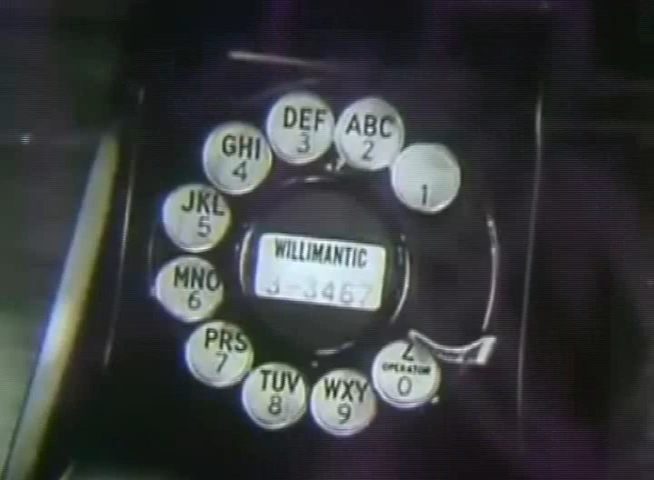 DEF
3
ABC
2
GHI
4
1
JKL
5
WILLIMANTIC
3-3467
MNO
6
PRS
7
Z
OPERATOR
0
TUV
8
WXY
9